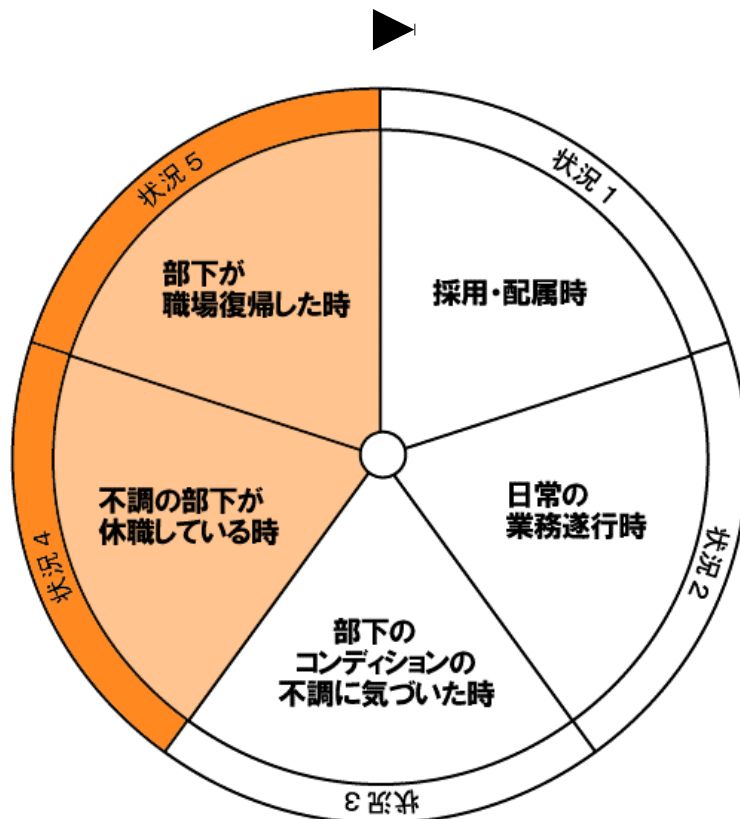 状況1
採用・配属時
状況2
日常の
業務遂行時
状況3
部下の
コンディションの
不調に気づいた時
状況4
不調の部下が
休職している時
状況5
部下が
職場復帰した時